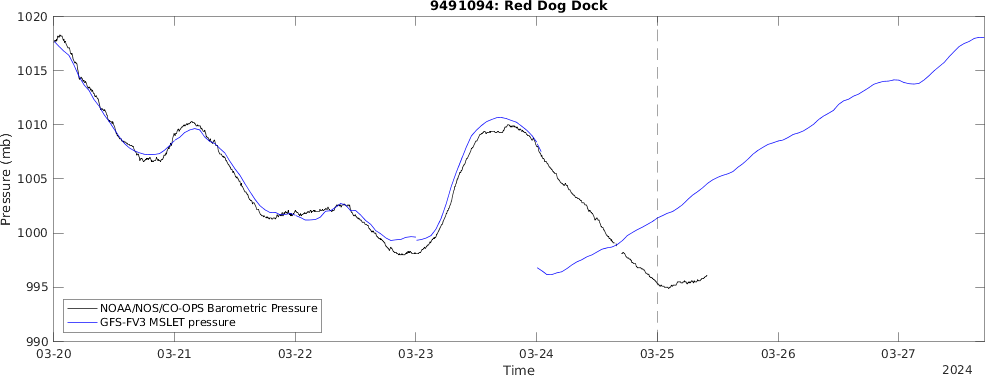 9491094: Red Dog Dock
Pressure (mb)
1020
1015
1010
1005
1000
995
990
NOAA/NOS/CO-OPS Barometric Pressure
GFS-FV3 MSLET pressure
03-20 03-21 03-22 03-23 03-24 03-25 03-26 03-27
Time
2024